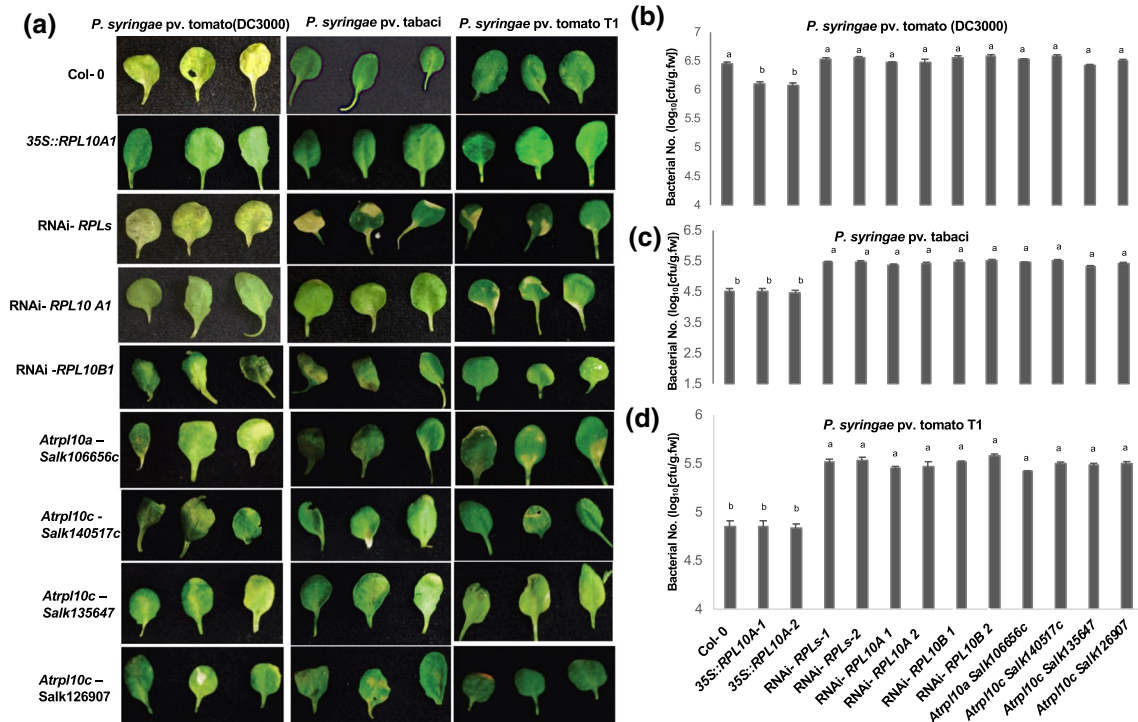 (a)
P. syringae pv. tomato(DC3000)
P. syringae pv. tabaci
P. syringae pv. tomato T1
Col- 0
35S::RPL10A1
RNAi- RPLs
RNAi- RPL10 A1
RNAi -RPL10B1
Atrpl10a –
Salk106656c
Atrpl10c -
Salk140517c
Atrpl10c –
Salk135647
Atrpl10c –
Salk126907
(b)
P. syringae pv. tomato (DC3000)
Bacterial No. (log10[cfu/g.fw])
7
6.5
6
5.5
5
4.5
4
a b b a a a a a a a a a a
(c)
P. syringae pv. tabaci
Bacterial No. (log10[cfu/g.fw])
6.5
5.5
4.5
3.5
2.5
1.5
b b b a a a a a a a a a a
(d)
P. syringae pv. tomato T1
Bacterial No. (log10[cfu/g.fw])
6
5.5
5
4.5
4
b b b a a a a a a a a a a
Col- 0
35S::RPL10A-1
35S::RPL10A-2
RNAi- RPLs-1
RNAi- RPLs-2
RNAi- RPL10A 1
RNAi- RPL10A 2
RNAi- RPL10B 1
RNAi- RPL10B 2
Atrpl10a Salk106656c
Atrpl10c Salk140517c
Atrpl10c Salk135647
Atrpl10c Salk126907